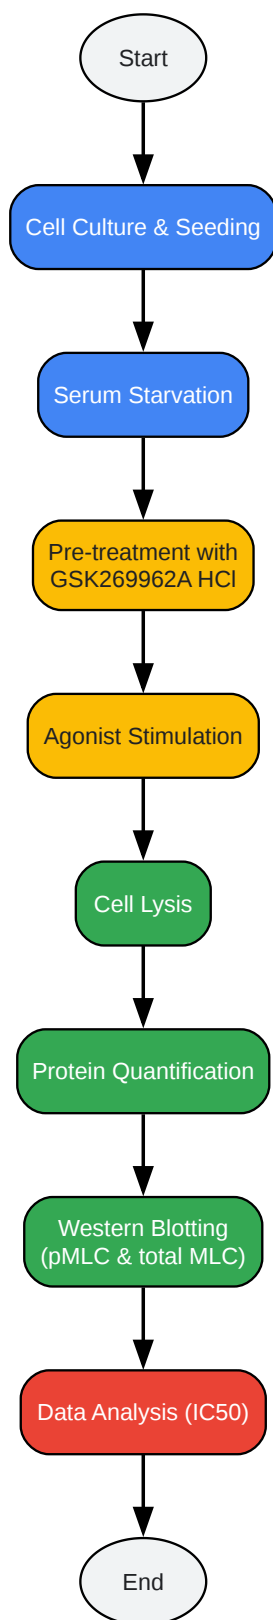 Start
Cell Culture & Seeding
Serum Starvation
Pre-treatment with
GSK269962A HCl
Agonist Stimulation
Cell Lysis
Protein Quantification
Western Blotting
(pMLC & total MLC)
Data Analysis (IC50)
End